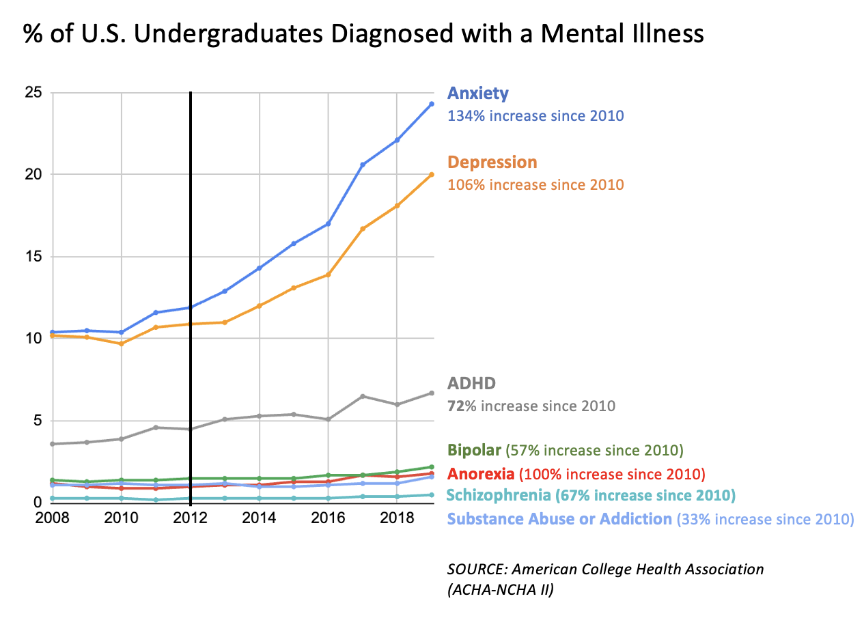 % of U.S. Undergraduates Diagnosed with a Mental Illness
25
20
15
10
5
0
2008 2010 2012 2014 2016 2018
Anxiety
134% increase since 2010
Depression
106% increase since 2010
ADHD
72% increase since 2010
Bipolar (57% increase since 2010)
Anorexia (100% increase since 2010)
Schizophrenia (67% increase since 2010)
Substance Abuse or Addiction (33% increase since 2010)
SOURCE: American College Health Association
(ACHA-NCHA II)